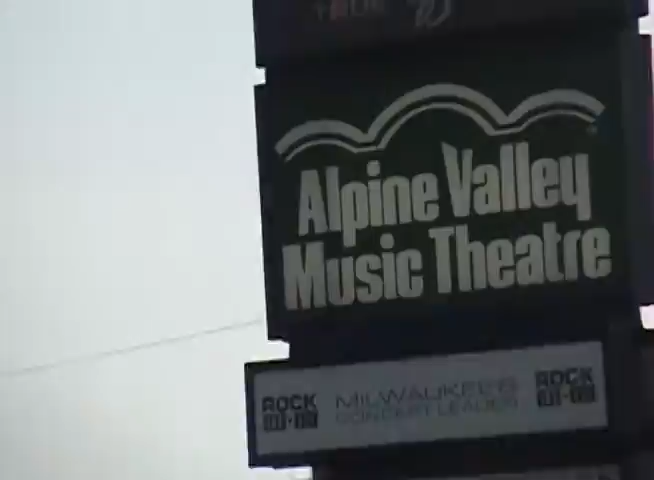 Alpine Valley
Music Theatre
ROCK MILWAUKEE'S ROCK
CONCERT LEADER